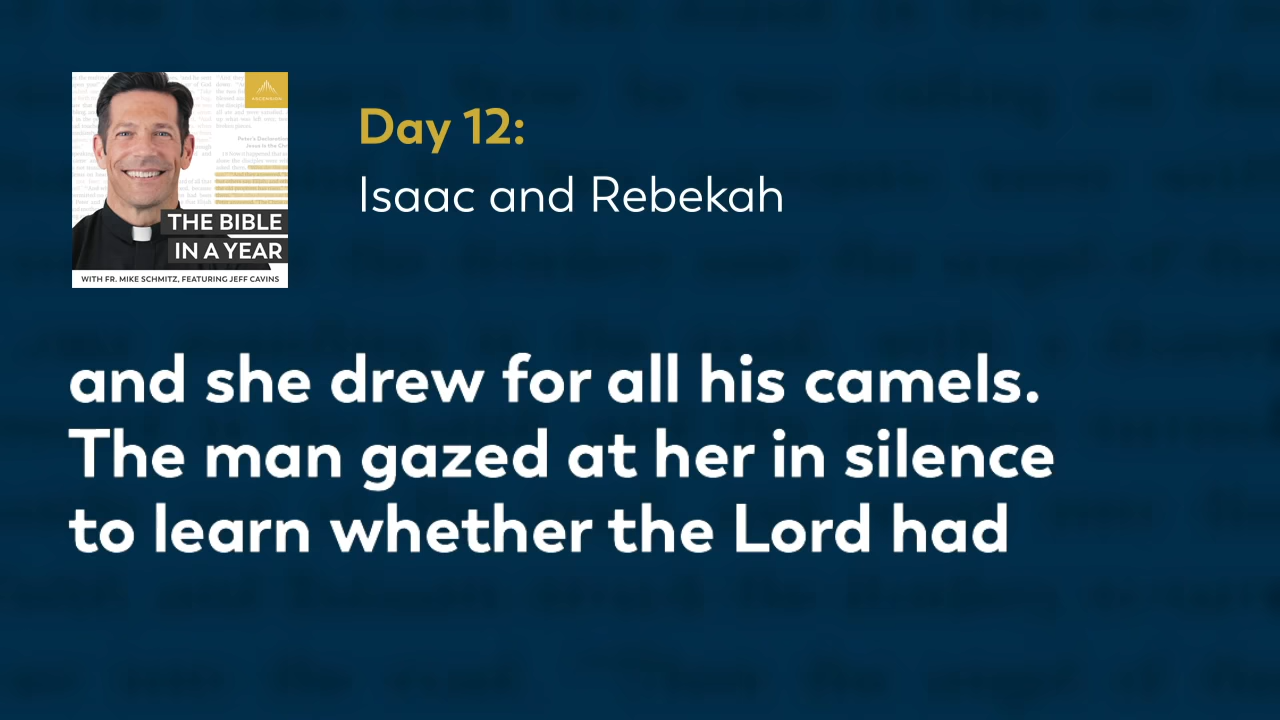 ASCENSION
THE BIBLE
IN A YEAR
WITH FR. MIKE SCHMITZ, FEATURING JEFF CAVINS
Day 12:
Isaac and Rebekah
and she drew for all his camels.
The man gazed at her in silence
to learn whether the Lord had